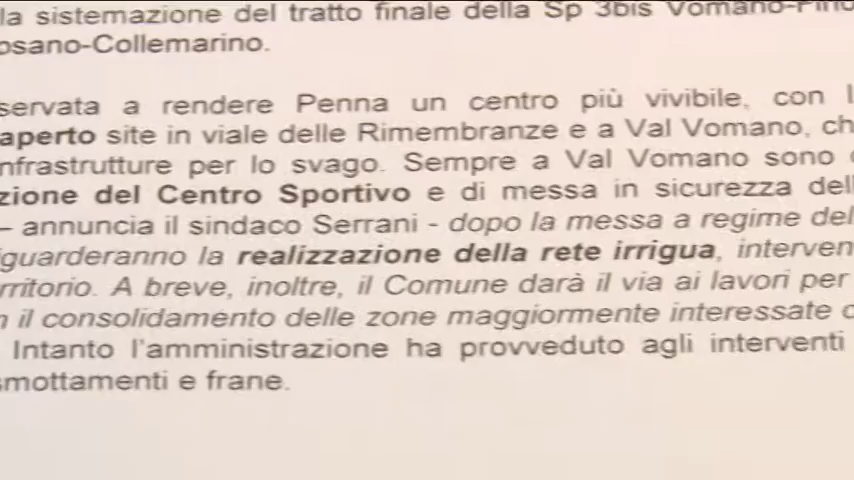 la sistemazione del tratto finale della Sp 3bis Vomano-
osano-Collemarino.
servata a rendere Penna un centro più vivibile, con l
aperto site in viale delle Rimembranze e a Val Vomano, ch
nfrastrutture per lo svago. Sempre a Val Vomano sono
zione del Centro Sportivo e di messa in sicurezza dell
– annuncia il sindaco Serrani - dopo la messa a regime del
guarderanno la realizzazione della rete irrigua, interven
rritorio. A breve, inoltre, il Comune darà il via ai lavori per
n il consolidamento delle zone maggiormente interessate
Intanto l'amministrazione ha provveduto agli interventi
smottamenti e frane.